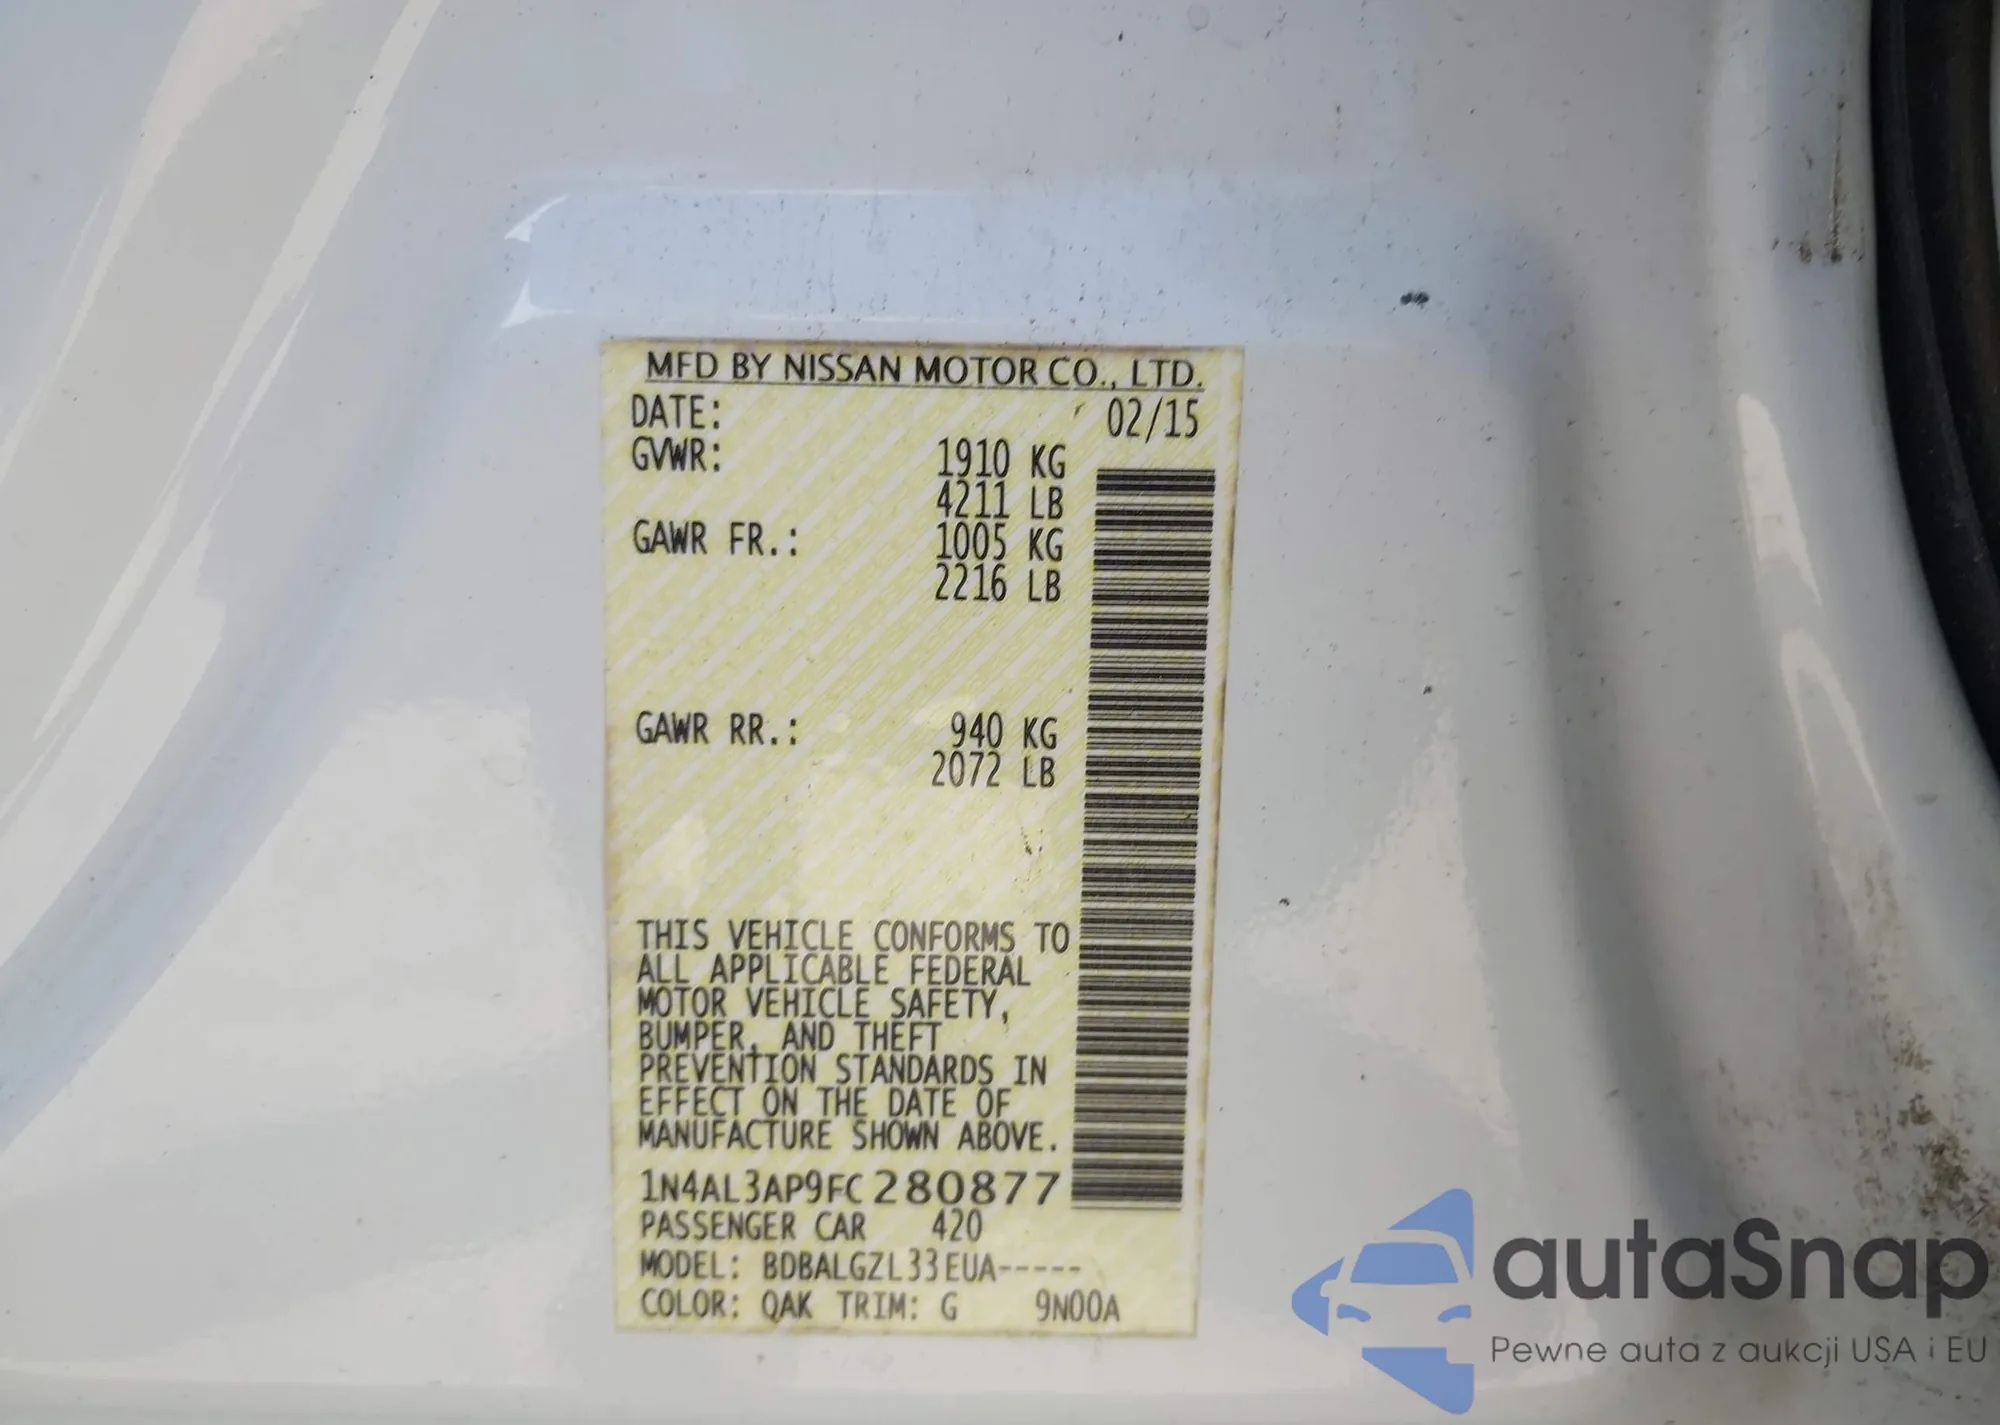 MFD BY NISSAN MOTOR CO., LTD.
DATE: 02/15
GVWR: 1910 KG
4211 LB
GAWR FR.: 1005 KG
2216 LB
GAWR RR.: 940 KG
2072 LB
THIS VEHICLE CONFORMS TO
ALL APPLICABLE FEDERAL
MOTOR VEHICLE SAFETY,
BUMPER, AND THEFT
PREVENTION STANDARDS IN
EFFECT ON THE DATE OF
MANUFACTURE SHOWN ABOVE.
1N4AL3AP9FC280877
PASSENGER CAR 420
MODEL: BDBALGZL33EUA-----
COLOR: QAK TRIM: G 9N00A
autaSnap
Pewne auta z aukcji USA i EU